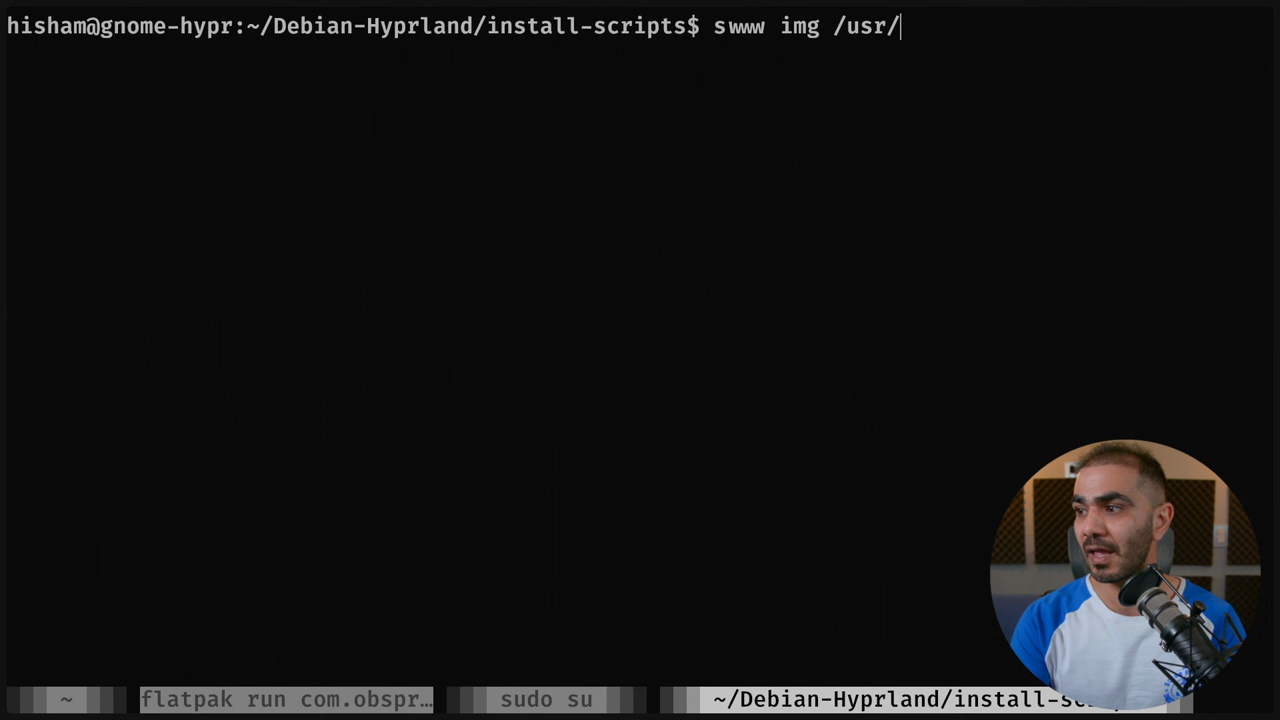 hisham@gnome-hypr:~/Debian-Hyprland/install-scripts$ swww img /usr/
~ flatpak run com.obspr… sudo su ~/Debian-Hyprland/install-sc